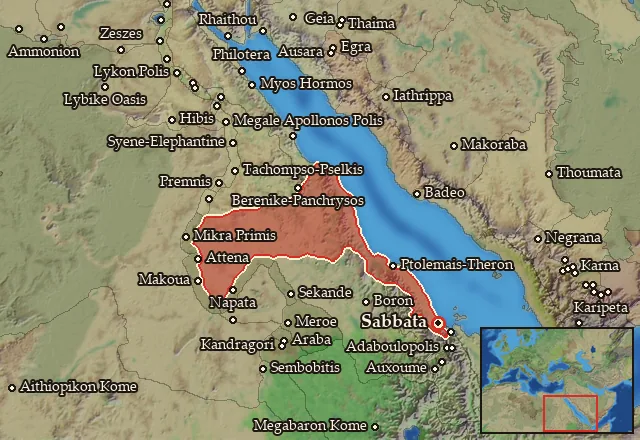 Rhaithou
Geia
Thaima
Zeszes
Ammonion
Egra
Ausara
Philotera
Lykon Polis
Myos Hormos
Lybike Oasis
Iathrippa
Hibis
Megale Apollonos Polis
Syene-Elephantine
Makoraba
Tachompso-Pselkis
Thoumata
Premnis
Badeo
Berenike-Panchrysos
Mikra Primis
Negrana
Attena
Ptolemais-Theron
Karna
Makoua
Napata
Sekande
Boron
Karipeta
Meroe
Sabbata
Kandragori
Araba
Adaboulopolis
Sembobitis
Auxoume
Aithiopikon Kome
Megabaron Kome